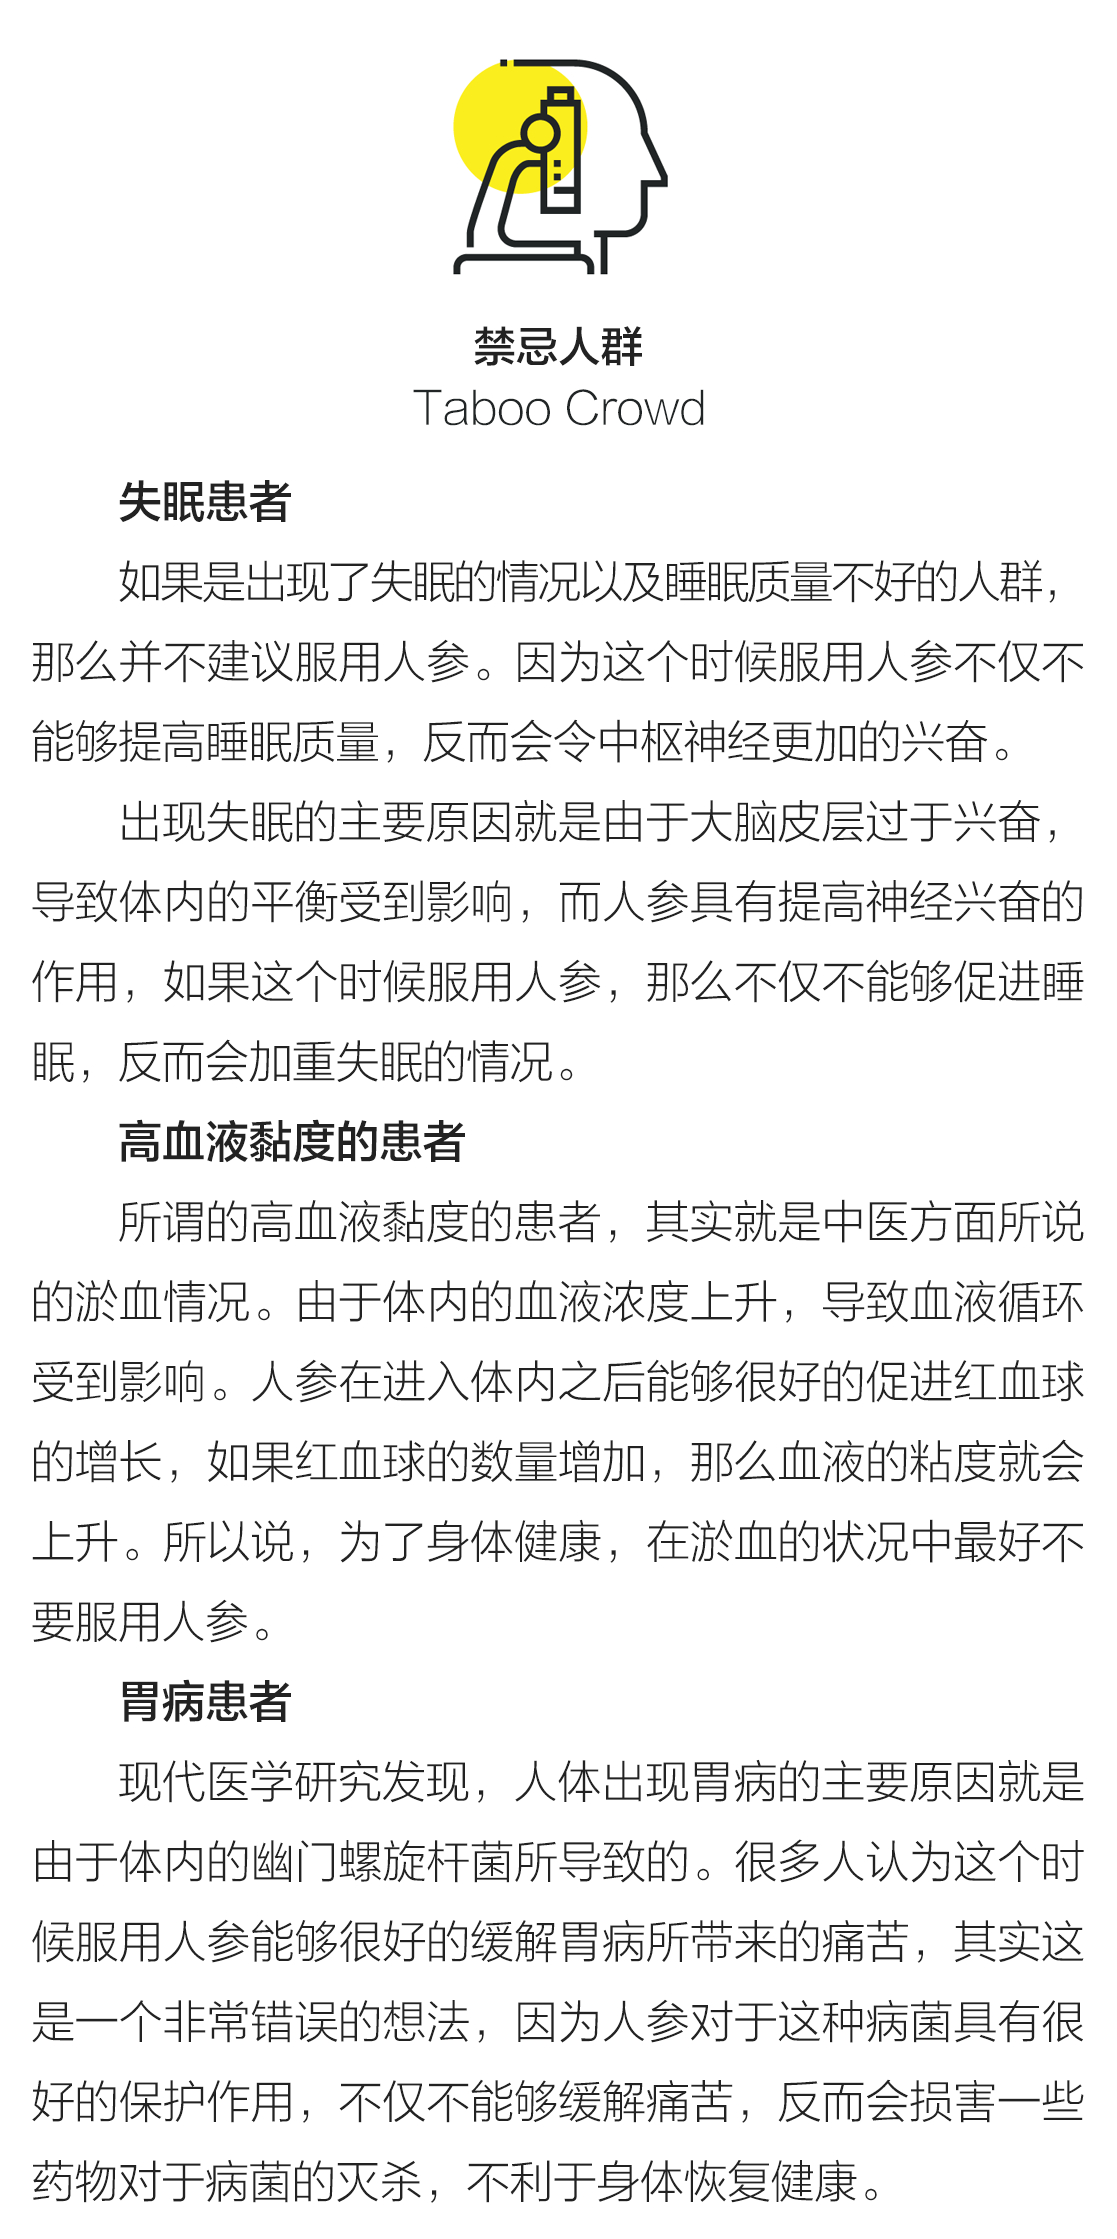 禁忌人群
Taboo Crowd
失眠患者
如果是出现了失眠的情况以及睡眠质量不好的人群，
那么并不建议服用人参。因为这个时候服用人参不仅不
能够提高睡眠质量，反而会令中枢神经更加的兴奋。
出现失眠的主要原因就是由于大脑皮层过于兴奋，
导致体内的平衡受到影响，而人参具有提高神经兴奋的
作用，如果这个时候服用人参，那么不仅不能够促进睡
眠，反而会加重失眠的情况。
高血液黏度的患者
所谓的高血液黏度的患者，其实就是中医方面所说
的淤血情况。由于体内的血液浓度上升，导致血液循环
受到影响。人参在进入体内之后能够很好的促进红血球
的增长，如果红血球的数量增加，那么血液的粘度就会
上升。所以说，为了身体健康，在淤血的状况中最好不
要服用人参。
胃病患者
现代医学研究发现，人体出现胃病的主要原因就是
由于体内的幽门螺旋杆菌所导致的。很多人认为这个时
候服用人参能够很好的缓解胃病所带来的痛苦，其实这
是一个非常错误的想法，因为人参对于这种病菌具有很
好的保护作用，不仅不能够缓解痛苦，反而会损害一些
药物对于病菌的灭杀，不利于身体恢复健康。